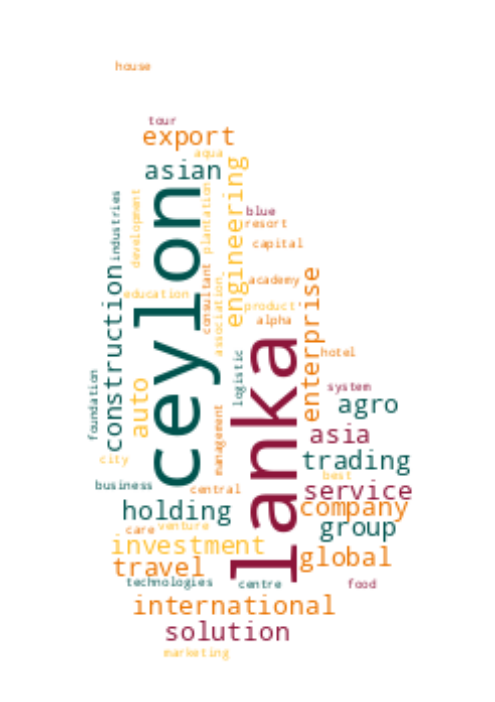 house
tour
export
aqua
asian
industries
development
plantation
engineering
blue
resort
capital
ceylon
education
consultant
association
academy
product
alpha
construction
enterprise
lanka
hotel
logistic
foundation
auto
management
system
agro
asia
city
trading
business
central
best
service
holding
company
care
venture
group
investment
travel
global
technologies
centre
food
international
solution
marketing